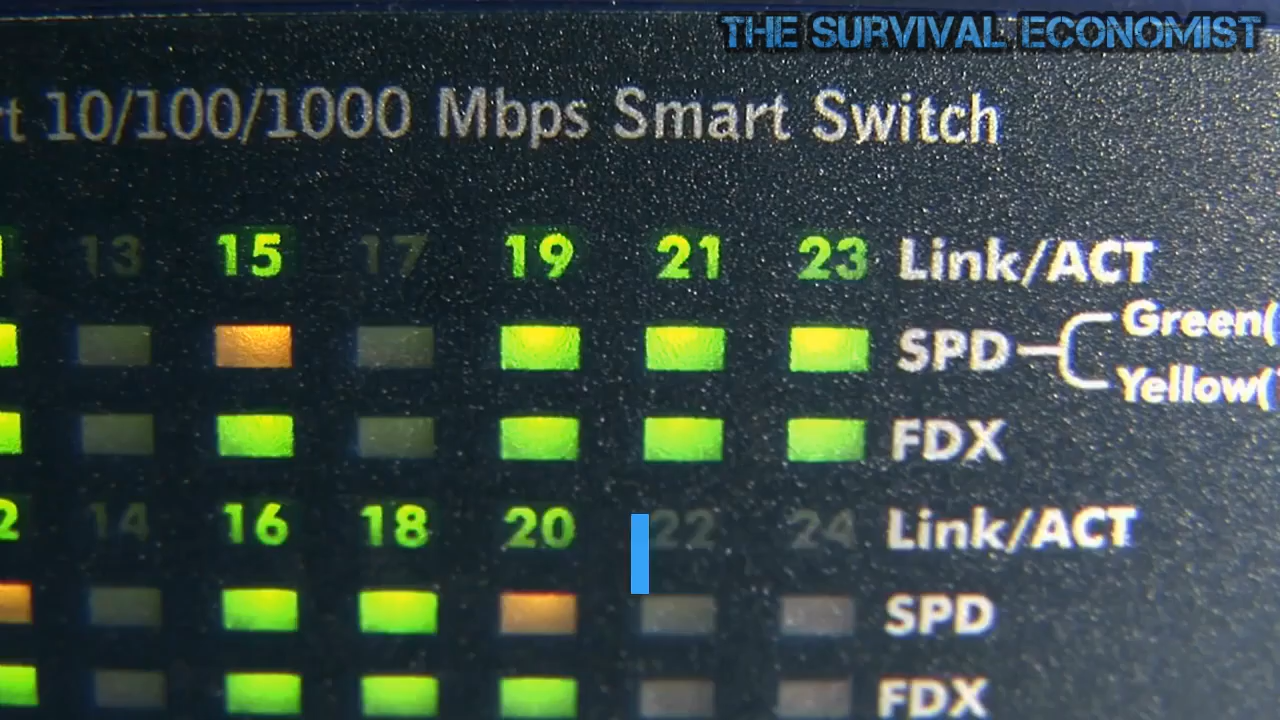 THE SURVIVAL ECONOMIST
10/100/1000 Mbps Smart Switch
13 15 17 19 21 23 Link/ACT
Green(
SPD
Yellow(
FDX
14 16 18 20 22 24 Link/ACT
SPD
FDX